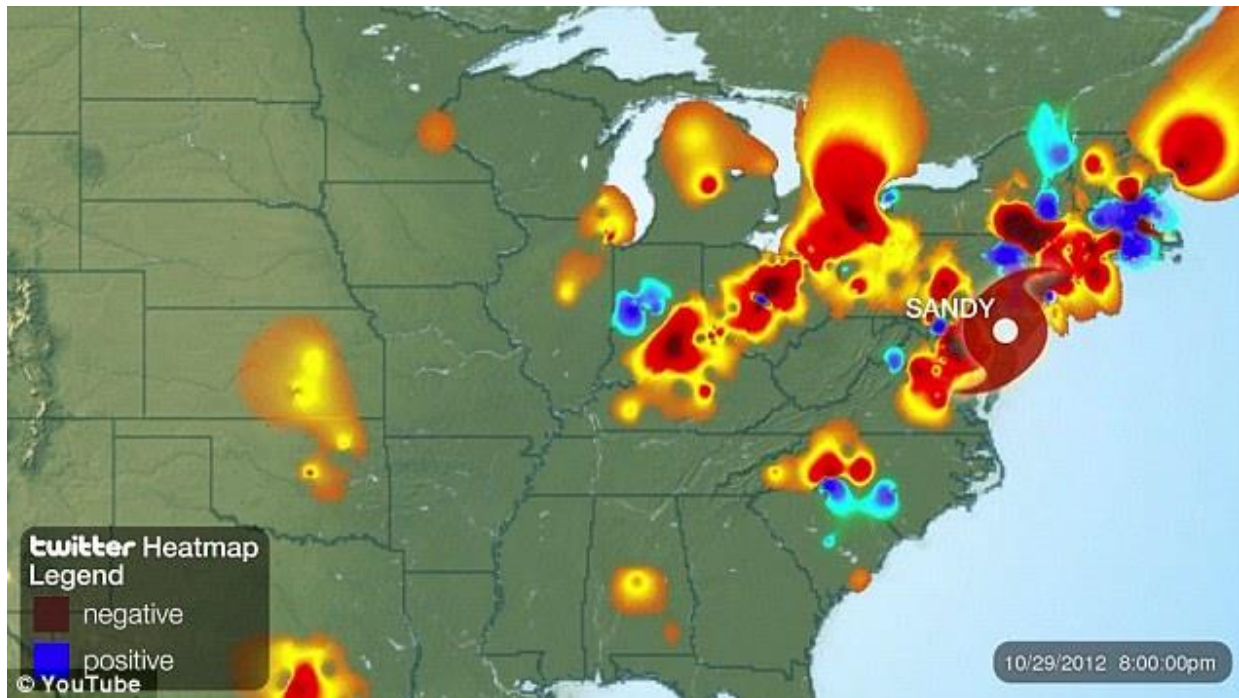 SANDY
twitter Heatmap
Legend
negative
positive
© YouTube
10/29/2012 8:00:00pm